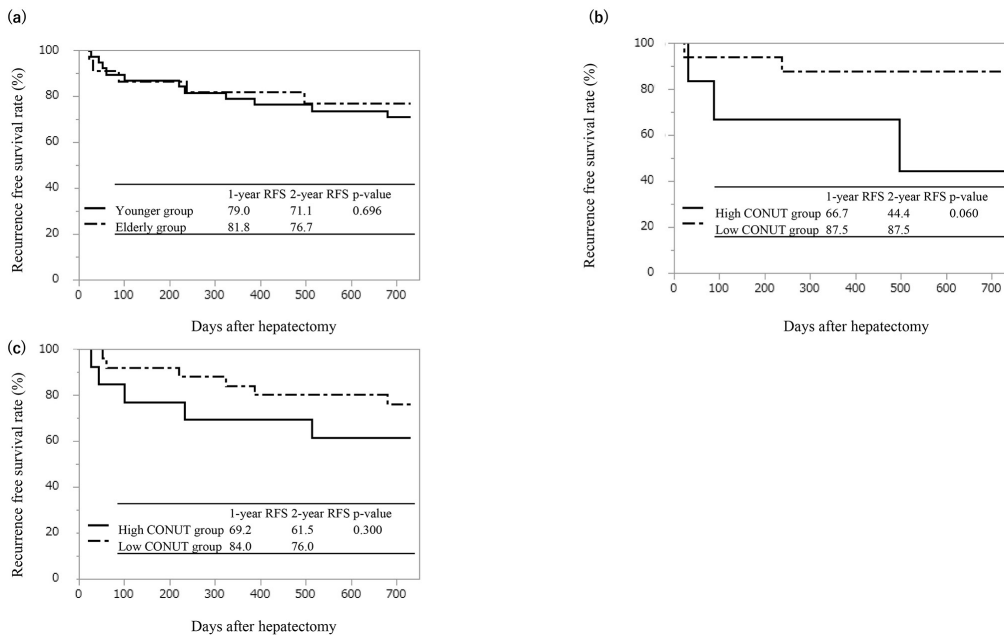 (a)
Recurrence free survival rate (%)
100
80
60
40
20
0
1-year RFS 2-year RFS p-value
Younger group 79.0 71.1 0.696
Elderly group 81.8 76.7
0 100 200 300 400 500 600 700
Days after hepatectomy
(b)
Recurrence free survival rate (%)
100
80
60
40
20
0
1-year RFS 2-year RFS p-value
High CONUT group 66.7 44.4 0.060
Low CONUT group 87.5 87.5
0 100 200 300 400 500 600 700
Days after hepatectomy
(c)
Recurrence free survival rate (%)
100
80
60
40
20
0
1-year RFS 2-year RFS p-value
High CONUT group 69.2 61.5 0.300
Low CONUT group 84.0 76.0
0 100 200 300 400 500 600 700
Days after hepatectomy